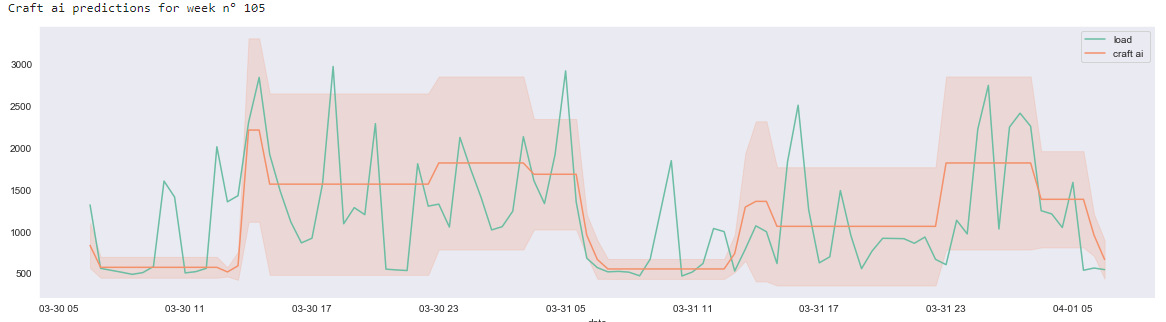 Craft ai predictions for week n° 105
load
craft ai
3000
2500
2000
1500
1000
500
03-30 05 03-30 11 03-30 17 03-30 23 03-31 05 03-31 11 03-31 17 03-31 23 04-01 05
date